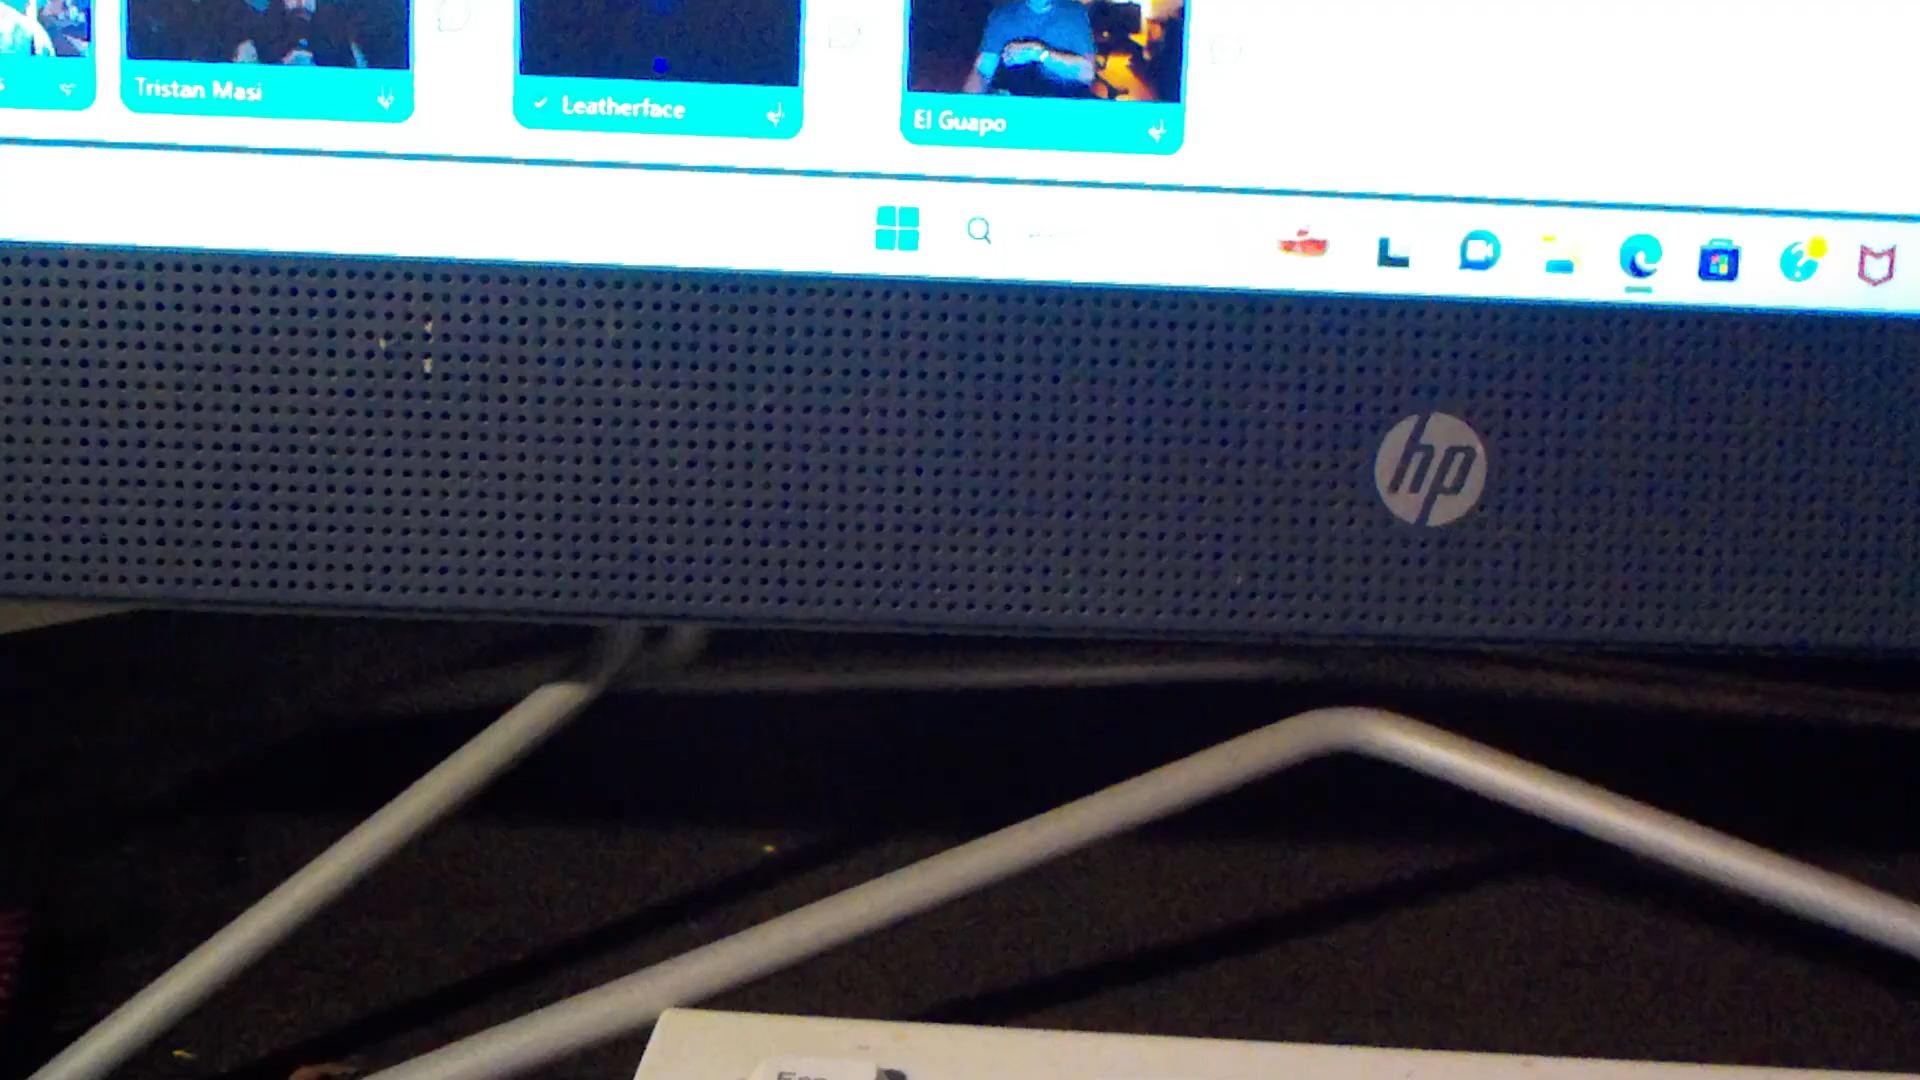 Tristan Masi
Leatherface
El Guapo
hp